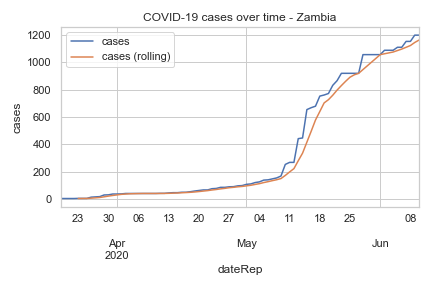 COVID-19 cases over time - Zambia
cases
cases (rolling)
1200
1000
800
600
400
200
0
cases
23 30 06 13 20 27 04 11 18 25 08
Apr May Jun
2020
dateRep